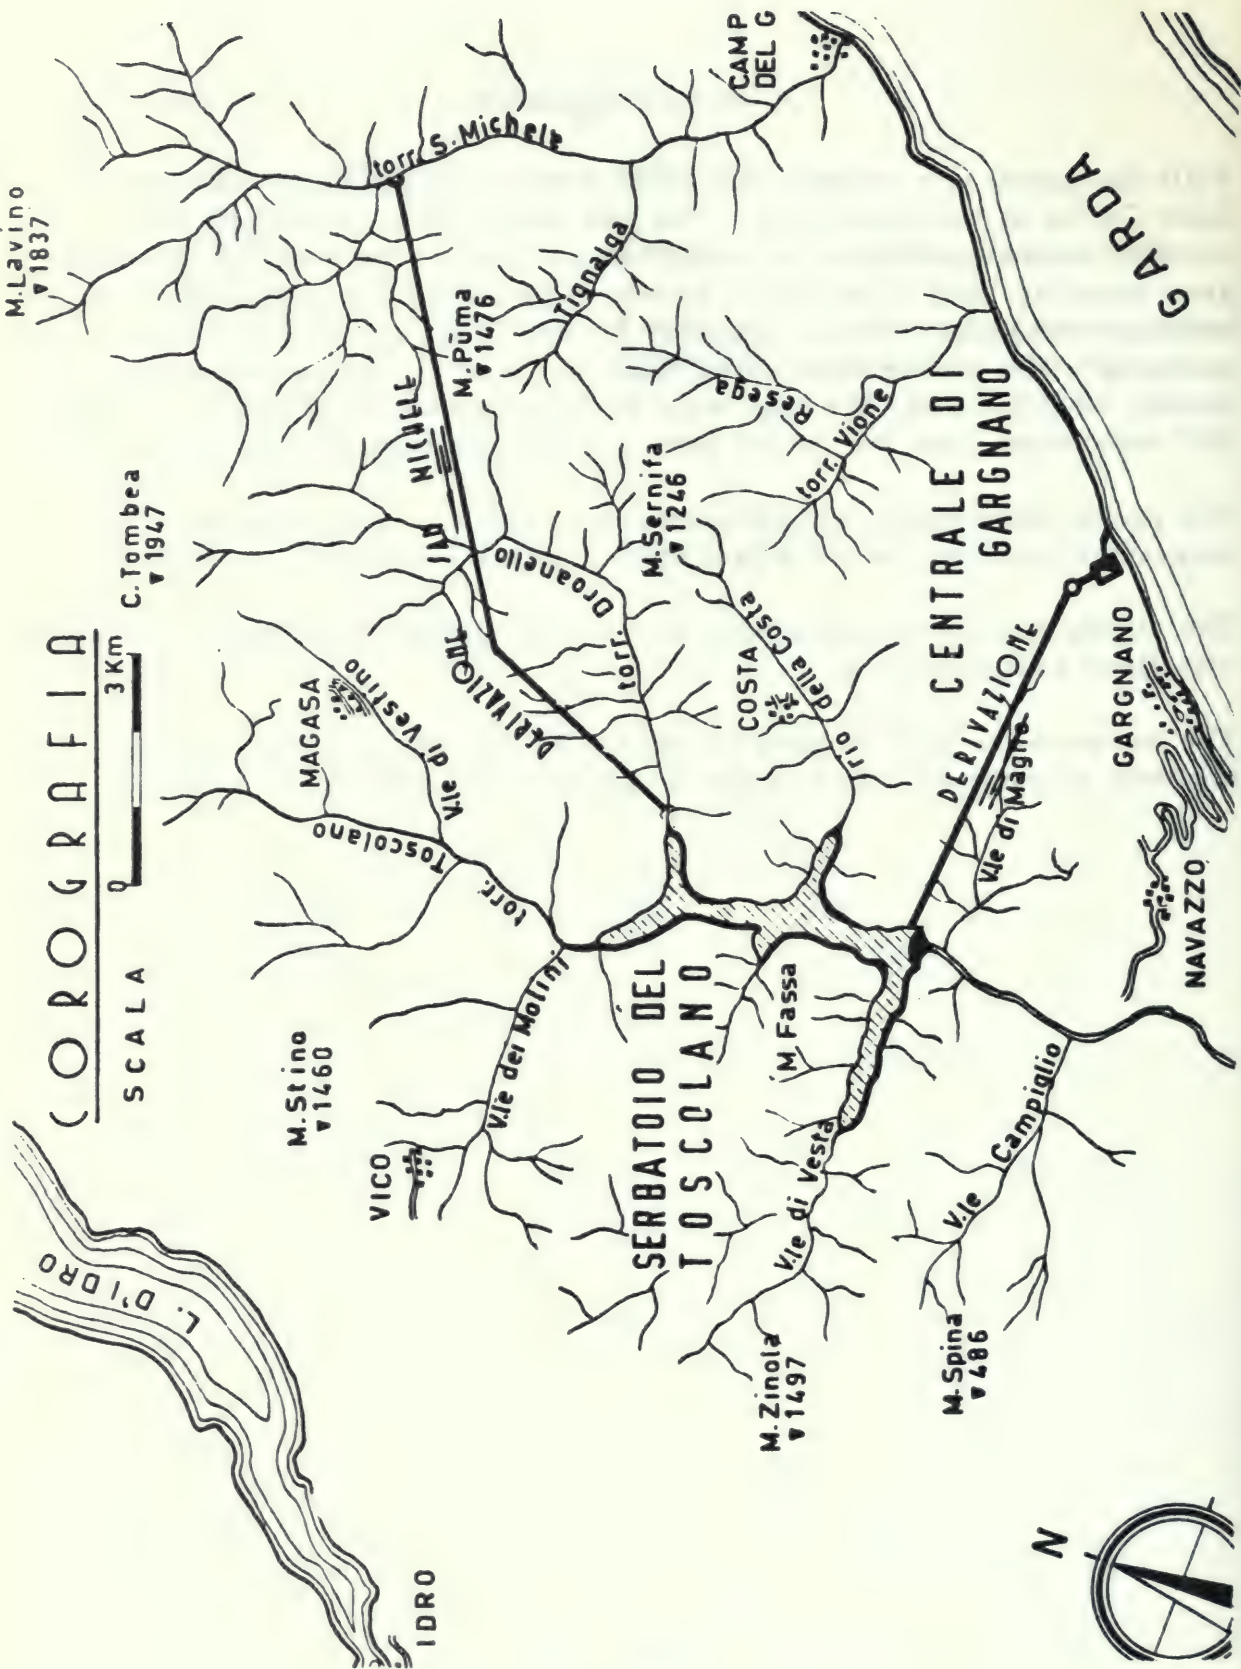 COROGRAFIA
SCALA
0 3 Km
L. D'IDRO
IDRO
M. Lavino
1837
C. Tombea
1947
M. Stino
1460
MAGASA
V.le di Vestino
torr. Toscolano
VICO
V.le dei Molini
torr. S. Michele
DERIVAZIONE
SAN MICHELE
M. Puma
1476
Tignalga
torr. Droanello
M. Sernifa
1246
Resega
torr. Vione
CAMP
DEL G
SERBATOIO DEL
TOSCOLANO
COSTA
rio della Costa
M Fassa
V.le di Vesta
M. Zinola
1497
CENTRALE DI
GARGNANO
DERIVAZIONE
V.le di Magno
V.le Campiglio
M. Spina
486
GARGNANO
NAVAZZO
GARDA
N